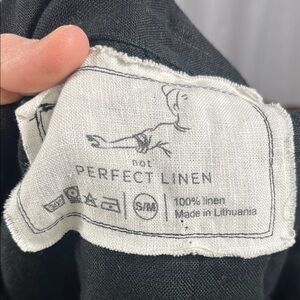 not
PERFECT LINEN
S/M
100% linen
Made in Lithuania